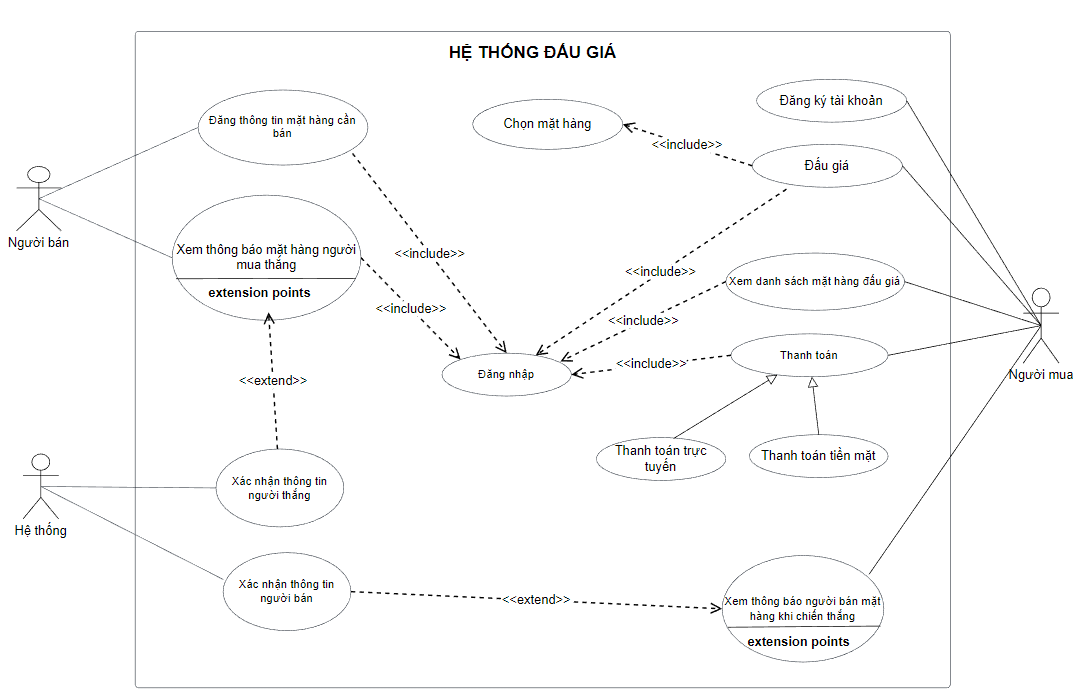 HỆ THỐNG ĐẤU GIÁ
Đăng ký tài khoản
Đăng thông tin mặt hàng cần
bán
Chọn mặt hàng
<<include>>
Đấu giá
Người bán
Xem thông báo mặt hàng người
mua thắng
extension points
<<include>>
<<include>>
Xem danh sách mặt hàng đấu giá
<<include>>
<<include>>
Thanh toán
<<include>>
Đăng nhập
Người mua
<<extend>>
Thanh toán trực
tuyến
Thanh toán tiền mặt
Xác nhận thông tin
người thắng
Hệ thống
Xác nhận thông tin
người bán
<<extend>>
Xem thông báo người bán mặt
hàng khi chiến thắng
extension points